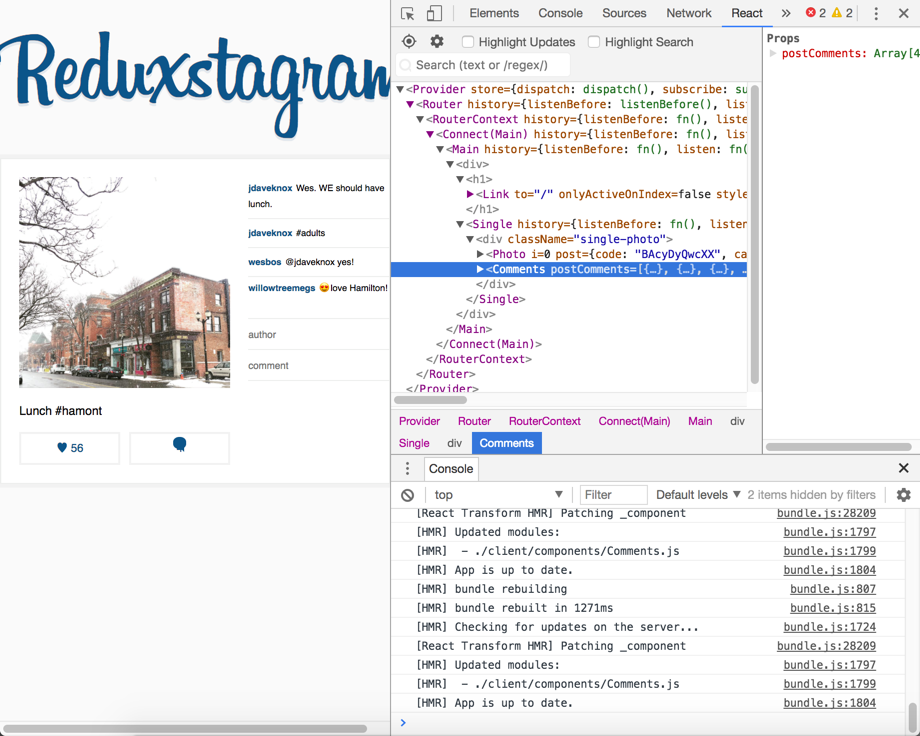 Reduxstagram
jdaveknox Wes. WE should have
lunch.
jdaveknox #adults
wesbos @jdaveknox yes!
willowtreemegs 😍love Hamilton!
author
comment
Lunch #hamont
56
Elements Console Sources Network React » 2 2
Highlight Updates Highlight Search
Search (text or /regex/)
<Provider store={dispatch: dispatch(), subscribe: su
<Router history={listenBefore: listenBefore(), lis
<RouterContext history={listenBefore: fn(), liste
<Connect(Main) history={listenBefore: fn(), list
<Main history={listenBefore: fn(), listen: fn(
<div>
<h1>
<Link to="/" onlyActiveOnIndex=false style
</h1>
<Single history={listenBefore: fn(), listen
<div className="single-photo">
<Photo i=0 post={code: "BAcyDyQwcXX", ca
<Comments postComments=[{…}, {…}, {…}, …
</div>
</Single>
</div>
</Main>
</Connect(Main)>
</RouterContext>
</Router>
</Provider>
Provider Router RouterContext Connect(Main) Main div
Single div Comments
Props
postComments: Array[4
Console
top Filter Default levels 2 items hidden by filters
[React Transform HMR] Patching _component bundle.js:28209
[HMR] Updated modules: bundle.js:1797
[HMR]  - ./client/components/Comments.js bundle.js:1799
[HMR] App is up to date. bundle.js:1804
[HMR] bundle rebuilding bundle.js:807
[HMR] bundle rebuilt in 1271ms bundle.js:815
[HMR] Checking for updates on the server... bundle.js:1724
[React Transform HMR] Patching _component bundle.js:28209
[HMR] Updated modules: bundle.js:1797
[HMR]  - ./client/components/Comments.js bundle.js:1799
[HMR] App is up to date. bundle.js:1804